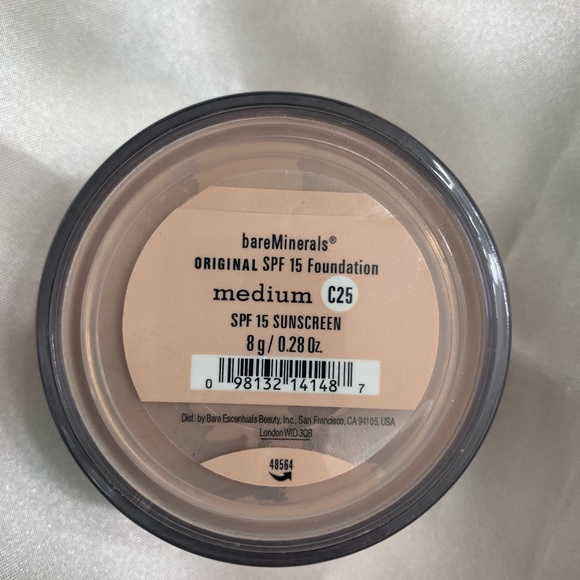 bareMinerals®
ORIGINAL SPF 15 Foundation
medium C25
SPF 15 SUNSCREEN
8 g / 0.28 Oz.
0 98132 14148 7
Dist. by Bare Escentuals Beauty, Inc., San Francisco, CA 94105, USA
London W1D 3QB
48564